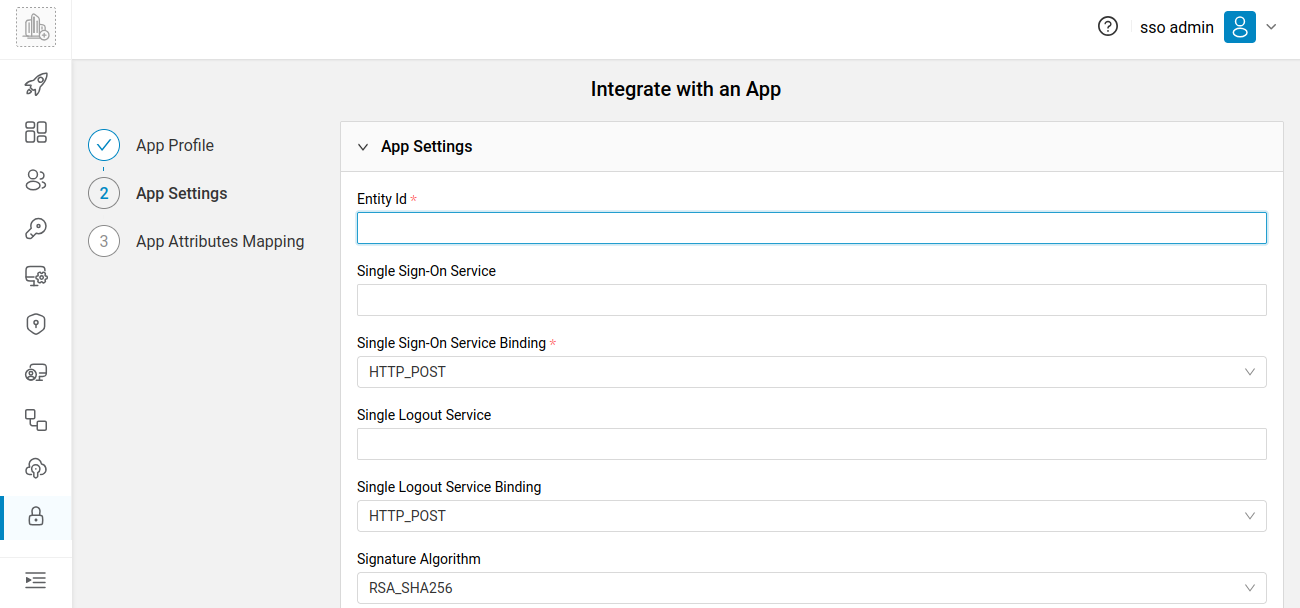 sso admin
Integrate with an App
App Profile
2
App Settings
3
App Attributes Mapping
App Settings
Entity Id *
Single Sign-On Service
Single Sign-On Service Binding *
HTTP_POST
Single Logout Service
Single Logout Service Binding
HTTP_POST
Signature Algorithm
RSA_SHA256